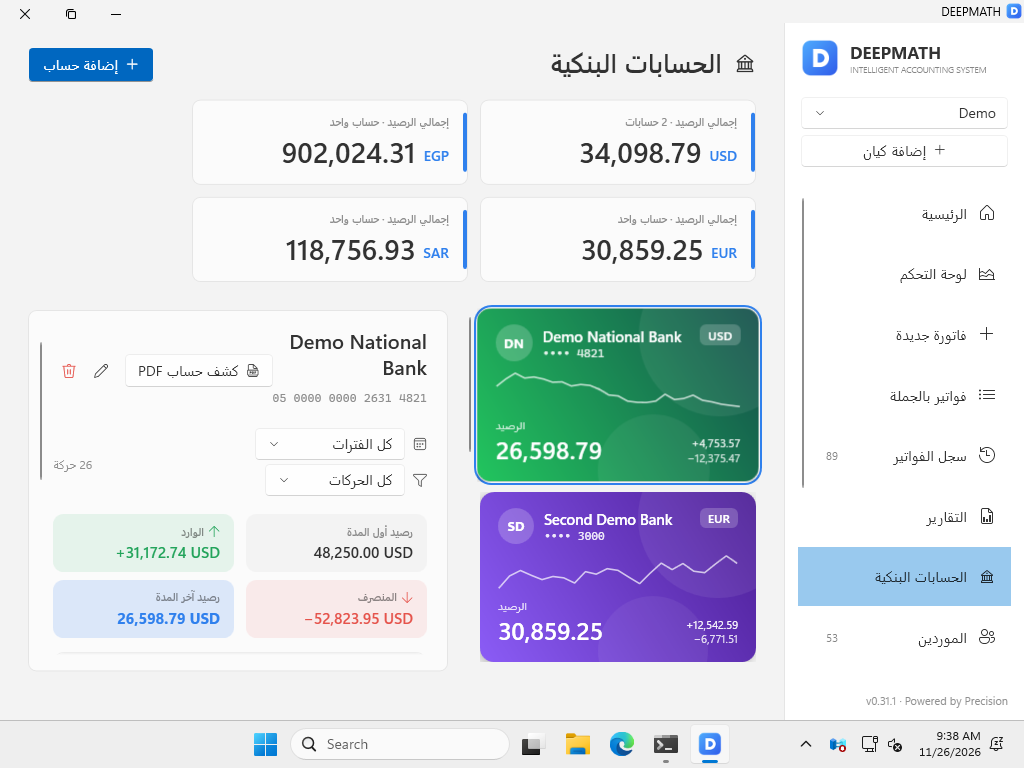 DEEPMATH
DEEPMATH
INTELLIGENT ACCOUNTING SYSTEM
Demo
إضافة كيان
الرئيسية
لوحة التحكم
فاتورة جديدة
فواتير بالجملة
سجل الفواتير 89
التقارير
الحسابات البنكية
الموردين 53
v0.31.1 · Powered by Precision
الحسابات البنكية
إضافة حساب
إجمالي الرصيد · 2 حسابات
34,098.79 USD
إجمالي الرصيد · حساب واحد
902,024.31 EGP
إجمالي الرصيد · حساب واحد
30,859.25 EUR
إجمالي الرصيد · حساب واحد
118,756.93 SAR
DN Demo National Bank USD
•••• 4821
الرصيد
26,598.79
+4,753.57
−12,375.47
SD Second Demo Bank EUR
•••• 3000
الرصيد
30,859.25
+12,542.59
−6,771.51
Demo National
Bank
كشف حساب PDF
05 0000 0000 2631 4821
كل الفترات
كل الحركات
26 حركة
رصيد أول المدة
48,250.00 USD
الوارد
+31,172.74 USD
المنصرف
−52,823.95 USD
رصيد آخر المدة
26,598.79 USD
Search
9:38 AM
11/26/2026